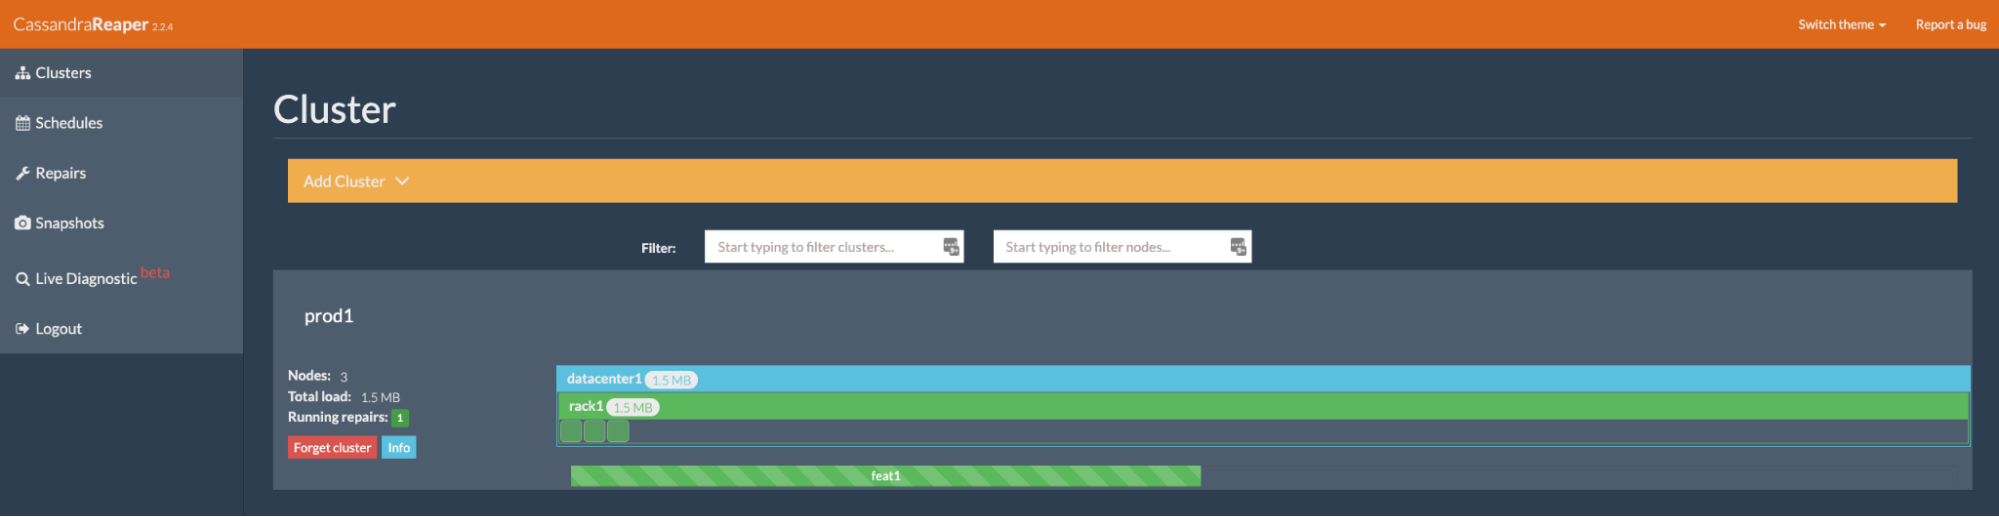 CassandraReaper 2.2.4
Switch theme
Report a bug
Clusters
Schedules
Repairs
Snapshots
Live Diagnostic beta
Logout
Cluster
Add Cluster
Filter:
Start typing to filter clusters...
Start typing to filter nodes...
prod1
Nodes: 3
Total load: 1.5 MB
Running repairs: 1
Forget cluster
Info
datacenter1 1.5 MB
rack1 1.5 MB
feat1